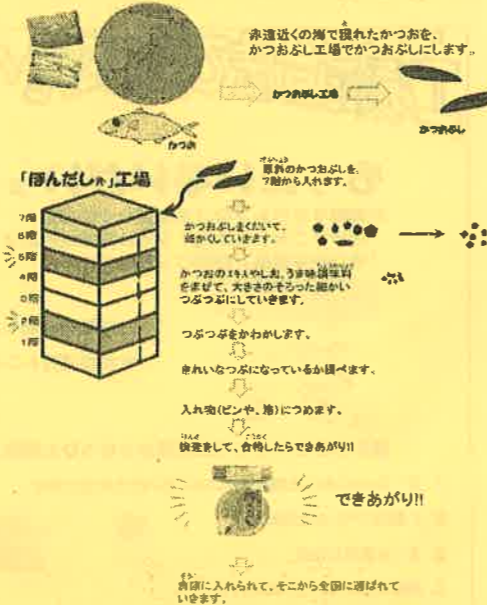 赤道近くの海で獲れたかつおを、
かつおぶし工場でかつおぶしにします。
かつおぶし工場
かつおぶし
かつお
「ほんだし®」工場
原料のかつおぶしを、
7階から入れます。
7階
6階
5階
4階
3階
2階
1階
かつおぶしをくだいて、
細かくしていきます。
かつおのエキスやしお、うま味調味料
をまぜて、大きさのそろった細かい
つぶつぶにしていきます。
つぶつぶをかわかします。
きれいなつぶになっているか調べます。
入れ物(ビンや、箱)につめます。
けんさ ごうかく
検査をして、合格したらできあがり!!
できあがり!!
そうこ
倉庫に入れられて、そこから全国に運ばれて
いきます。